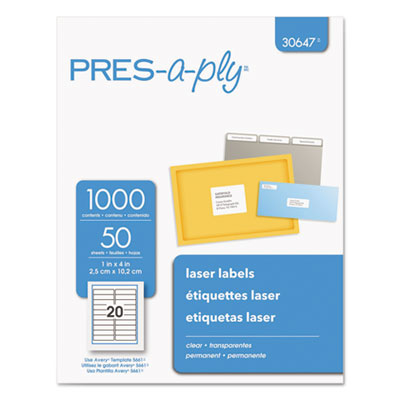 30647
PRES-a-ply
1000
contents • contenu • contenido
50
sheets • feuilles • hojas
1 in x 4 in
2,5 cm x 10,2 cm
20
Use Avery® Template 5661
Utilisez le gabarit Avery® 5661
Use Plantilla Avery® 5661
laser labels
étiquettes laser
etiquetas laser
clear • transparentes
permanent • permanente